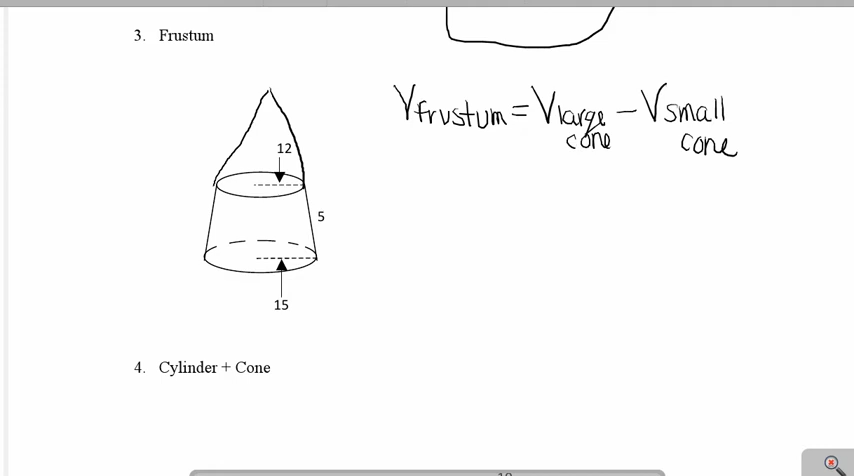 3. Frustum
Vfrustum = Vlarge cone − Vsmall cone
12
5
15
4. Cylinder + Cone